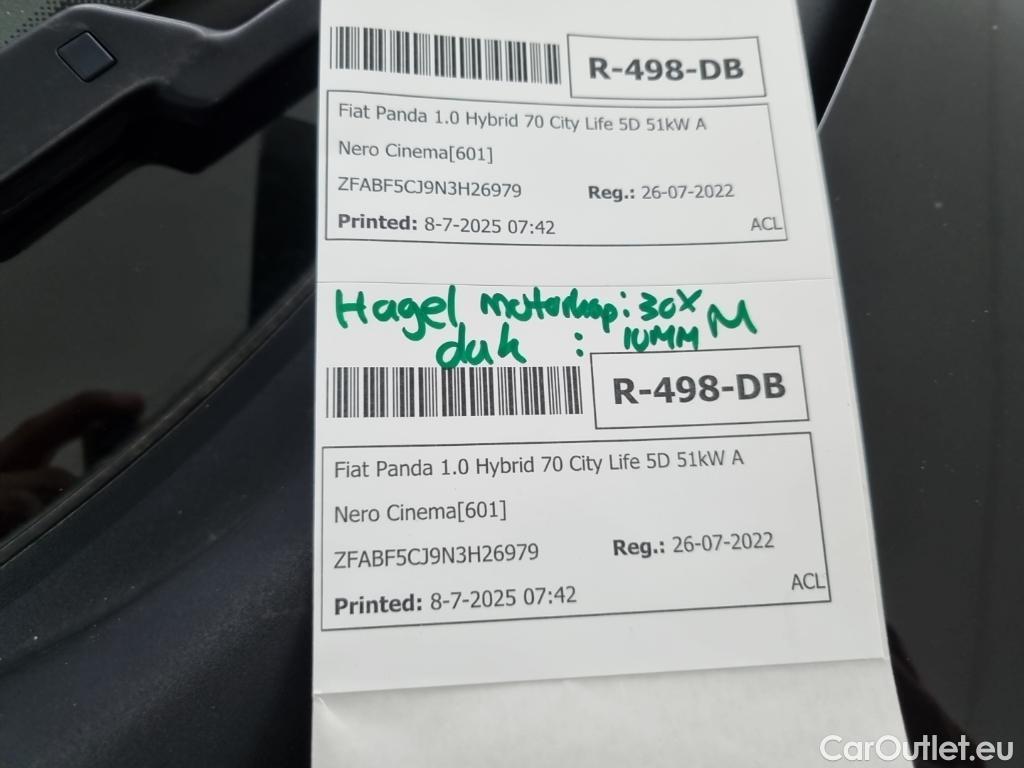 R-498-DB
Fiat Panda 1.0 Hybrid 70 City Life 5D 51kW A
Nero Cinema[601]
ZFABF5CJ9N3H26979 Reg.: 26-07-2022
Printed: 8-7-2025 07:42 ACL
Hagel motorkap: 30X M
dak : 10MM
R-498-DB
Fiat Panda 1.0 Hybrid 70 City Life 5D 51kW A
Nero Cinema[601]
ZFABF5CJ9N3H26979 Reg.: 26-07-2022
Printed: 8-7-2025 07:42 ACL
CarOutlet.eu